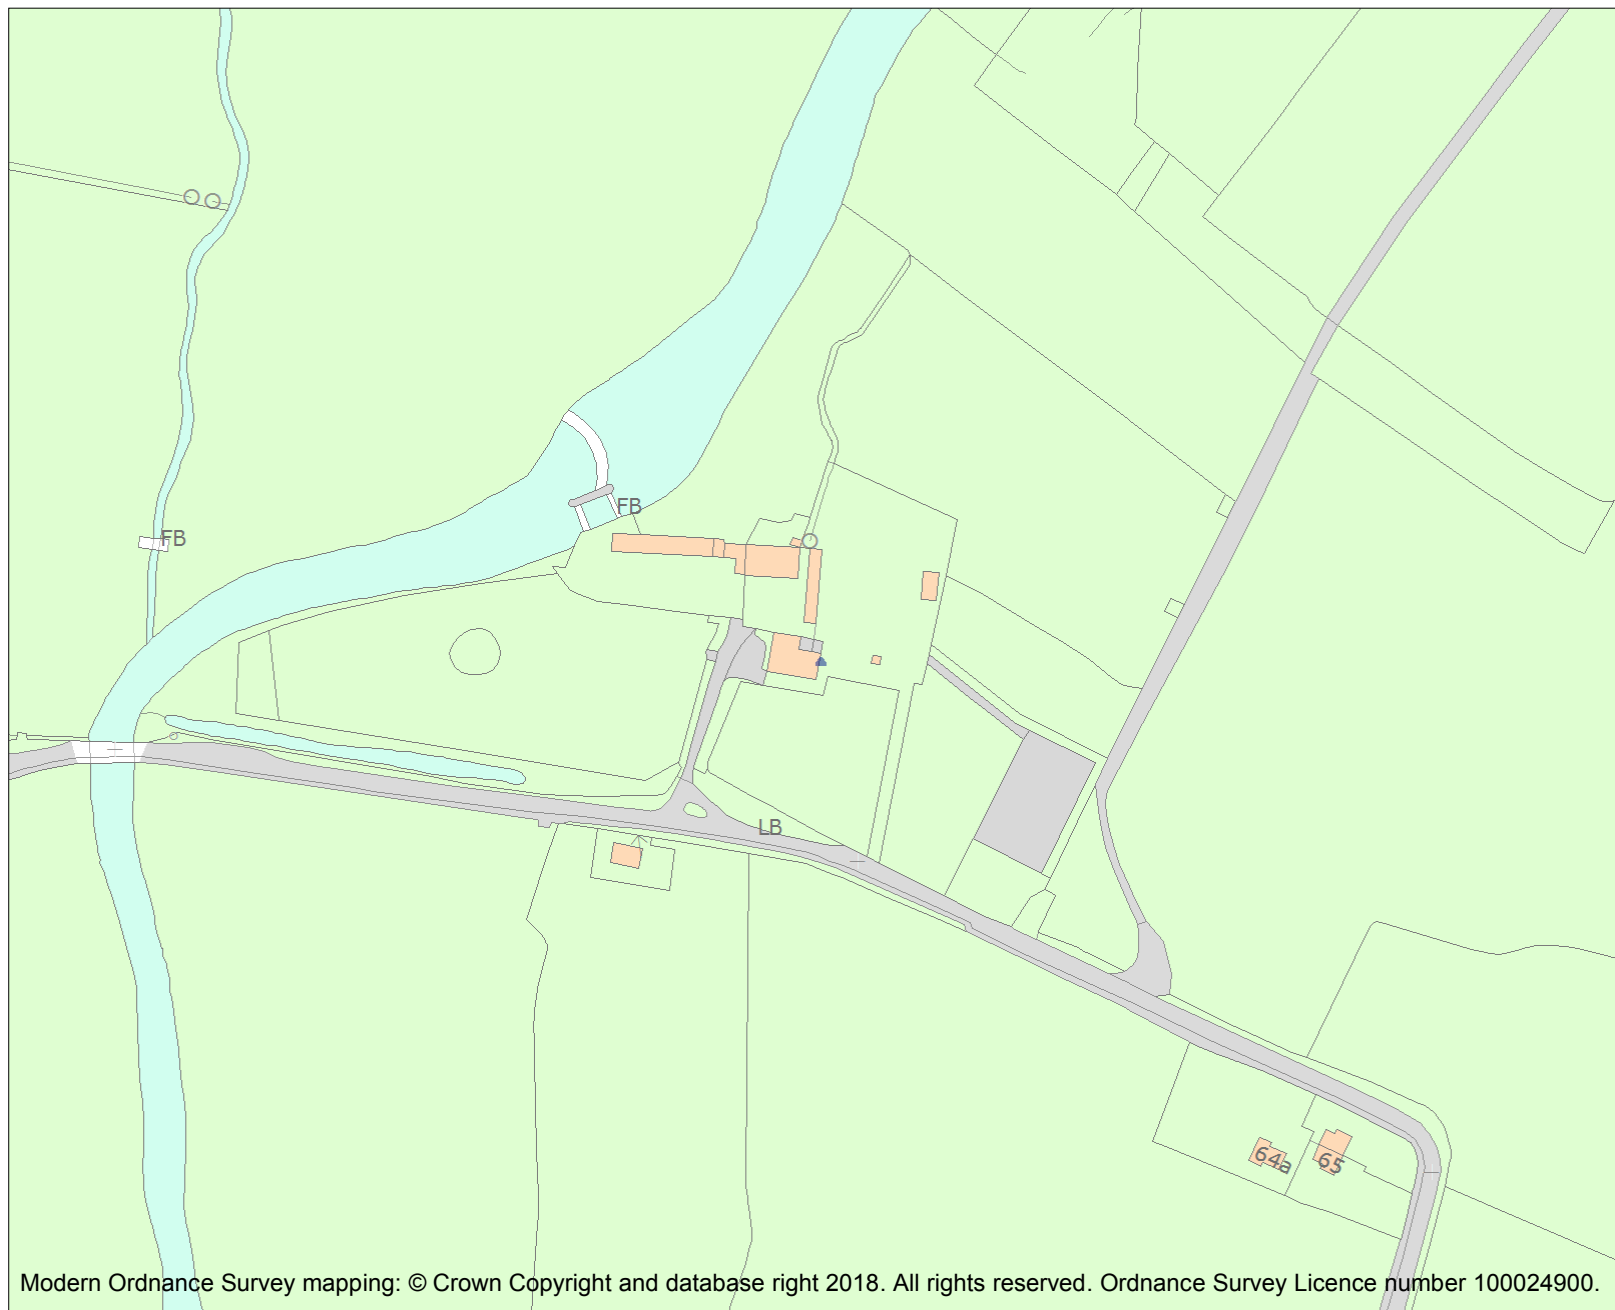 FB
FB
LB
64a
65
Modern Ordnance Survey mapping: © Crown Copyright and database right 2018. All rights reserved. Ordnance Survey Licence number 100024900.